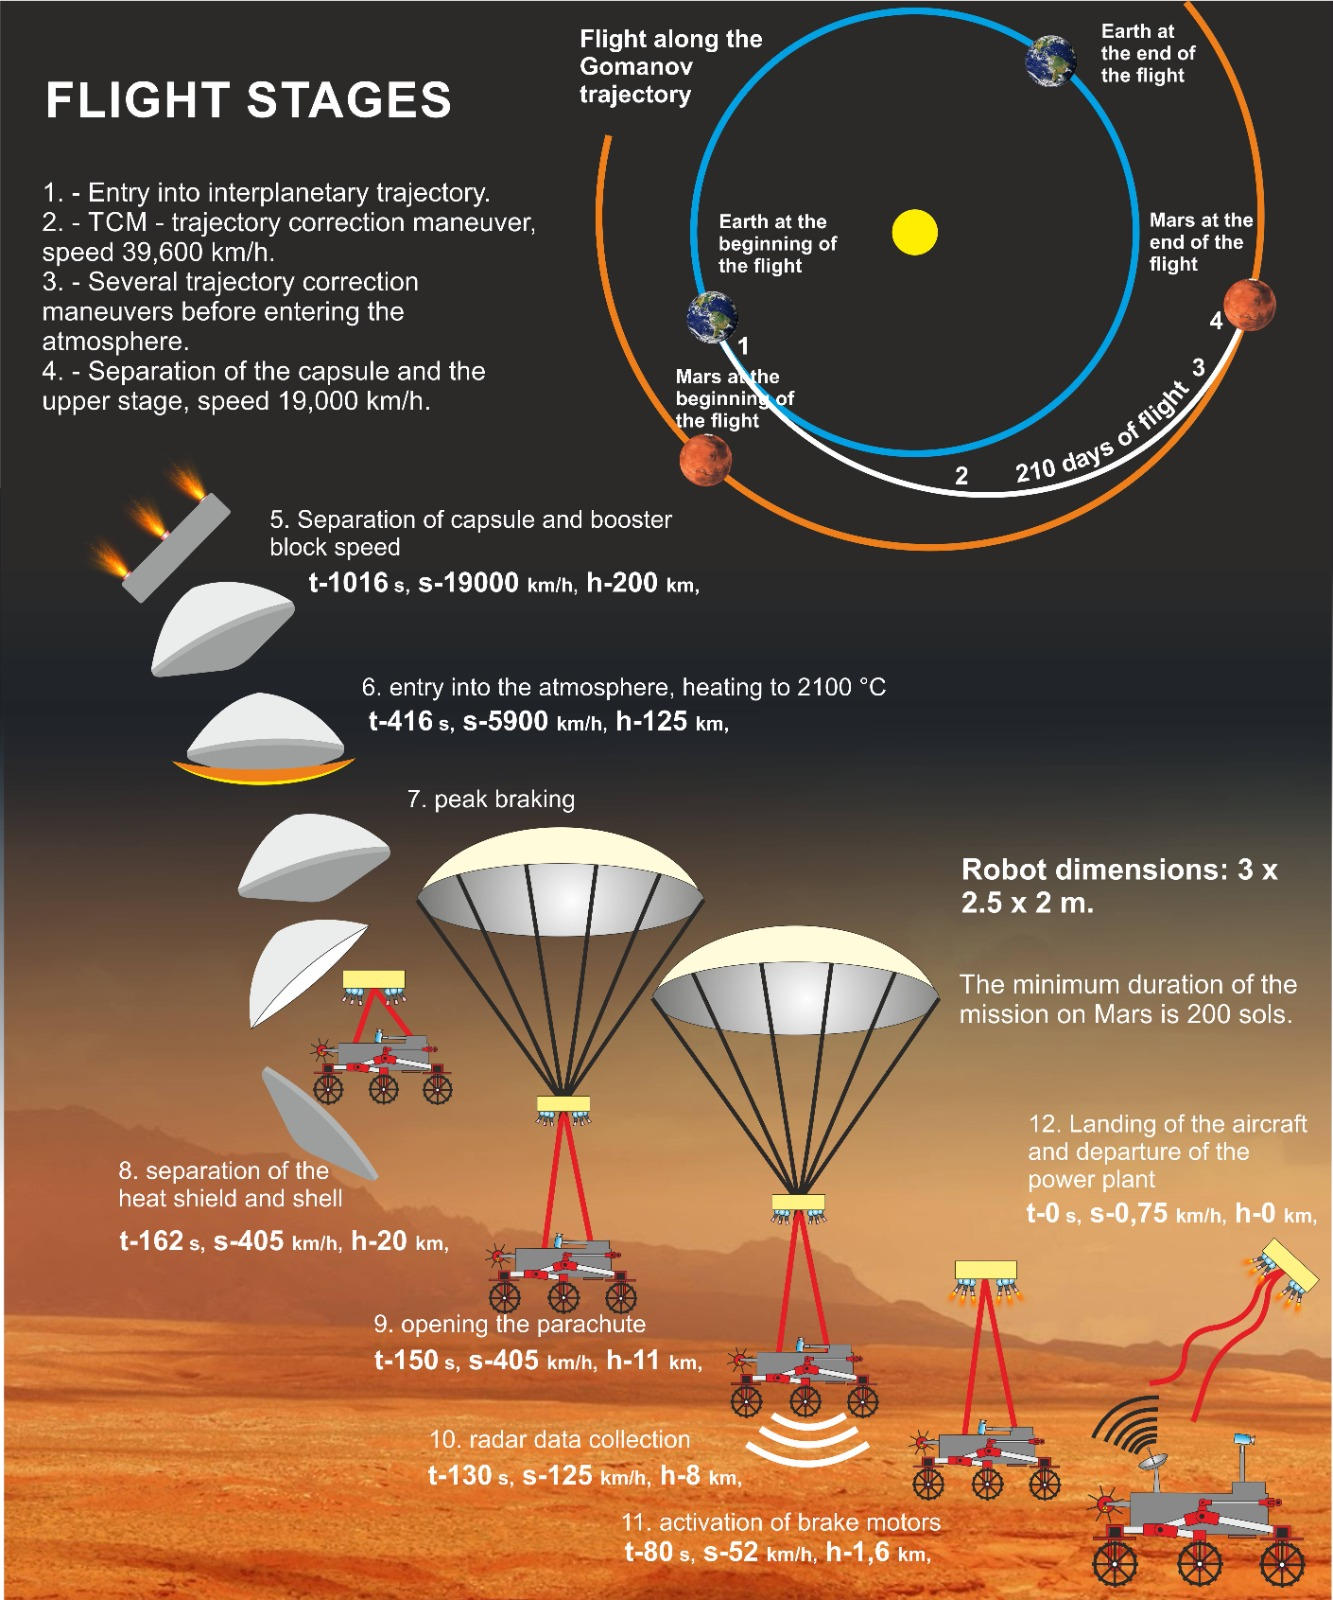 FLIGHT STAGES
1. - Entry into interplanetary trajectory.
2. - TCM - trajectory correction maneuver,
speed 39,600 km/h.
3. - Several trajectory correction
maneuvers before entering the
atmosphere.
4. - Separation of the capsule and the
upper stage, speed 19,000 km/h.
Flight along the
Gomanov
trajectory
Earth at
the end of
the flight
Earth at the
beginning of
the flight
Mars at the
end of the
flight
Mars at the
beginning of
the flight
1
2
210 days of flight
3
4
5. Separation of capsule and booster
block speed
t-1016 s, s-19000 km/h, h-200 km,
6. entry into the atmosphere, heating to 2100 °C
t-416 s, s-5900 km/h, h-125 km,
7. peak braking
Robot dimensions: 3 x
2.5 x 2 m.
The minimum duration of the
mission on Mars is 200 sols.
8. separation of the
heat shield and shell
t-162 s, s-405 km/h, h-20 km,
9. opening the parachute
t-150 s, s-405 km/h, h-11 km,
10. radar data collection
t-130 s, s-125 km/h, h-8 km,
11. activation of brake motors
t-80 s, s-52 km/h, h-1,6 km,
12. Landing of the aircraft
and departure of the
power plant
t-0 s, s-0,75 km/h, h-0 km,